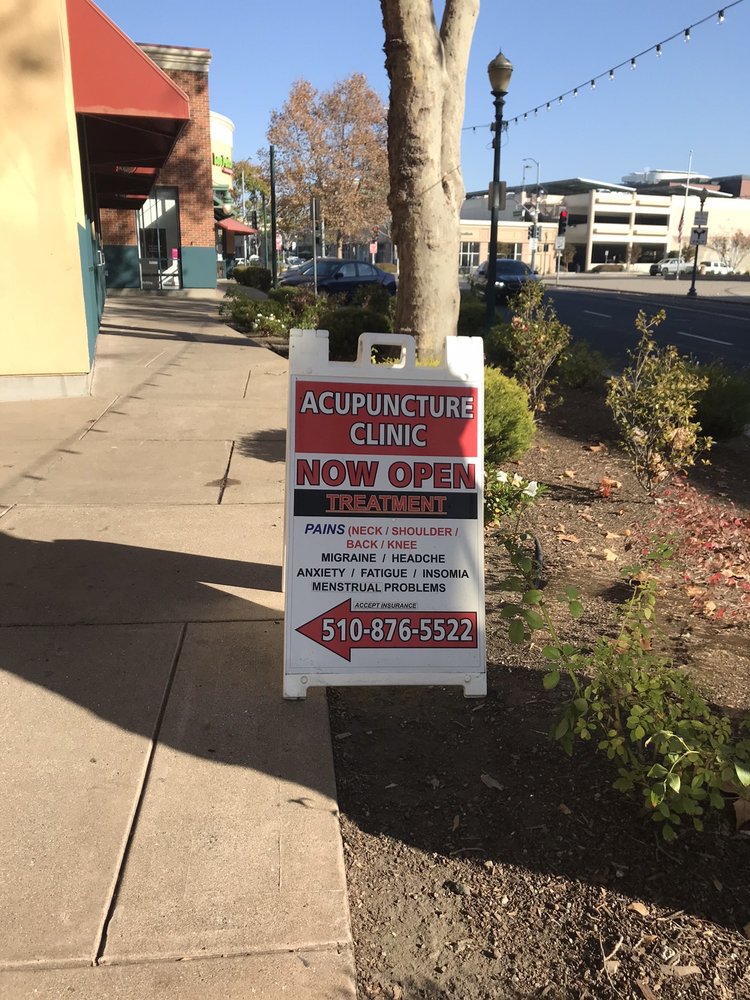 ACUPUNCTURE
CLINIC
NOW OPEN
TREATMENT
PAINS (NECK / SHOULDER /
BACK / KNEE
MIGRAINE / HEADCHE
ANXIETY / FATIGUE / INSOMIA
MENSTRUAL PROBLEMS
ACCEPT INSURANCE
510-876-5522